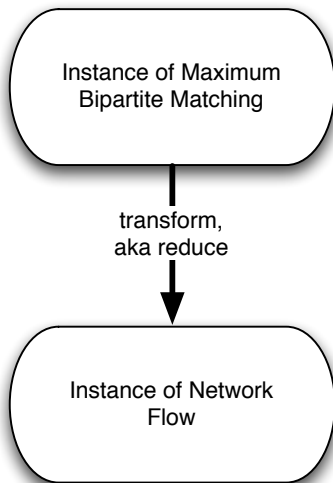 Instance of Maximum
Bipartite Matching
transform,
aka reduce
Instance of Network
Flow